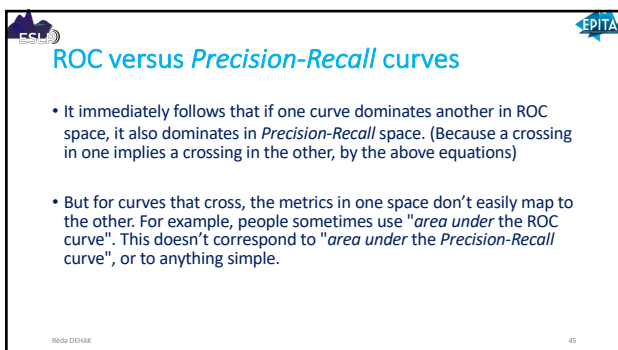 ESLP
EPITA
ROC versus Precision-Recall curves
• It immediately follows that if one curve dominates another in ROC
space, it also dominates in Precision-Recall space. (Because a crossing
in one implies a crossing in the other, by the above equations)
• But for curves that cross, the metrics in one space don’t easily map to
the other. For example, people sometimes use "area under the ROC
curve". This doesn’t correspond to "area under the Precision-Recall
curve", or to anything simple.
Réda DEHAK
45